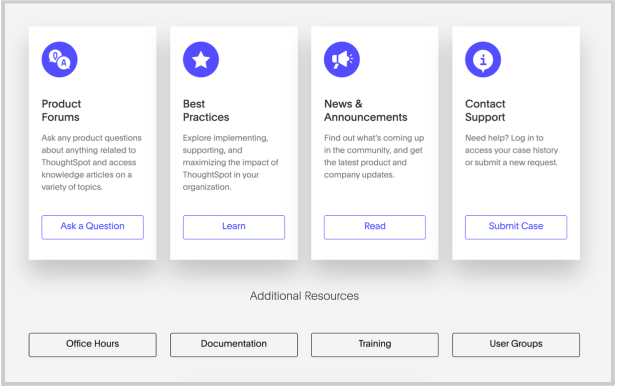 Q A
Product
Forums
Ask any product questions
about anything related to
ThoughtSpot and access
knowledge articles on a
variety of topics.
Ask a Question
Best
Practices
Explore implementing,
supporting, and
maximizing the impact of
ThoughtSpot in your
organization.
Learn
News &
Announcements
Find out what's coming up
in the community, and get
the latest product and
company updates.
Read
i
Contact
Support
Need help? Log in to
access your case history
or submit a new request.
Submit Case
Additional Resources
Office Hours
Documentation
Training
User Groups